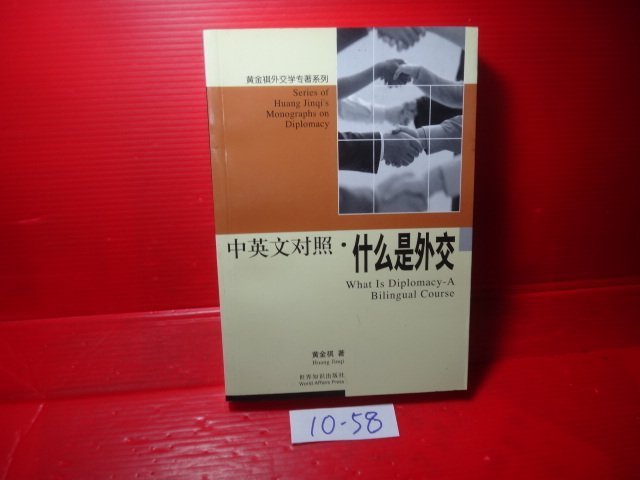 黄金祺外交学专著系列
Series of
Huang Jinqi's
Monographs on
Diplomacy
中英文对照·什么是外交
What Is Diplomacy-A
Bilingual Course
黄金祺 著
Huang Jinqi
世界知识出版社
World Affairs Press
10-58